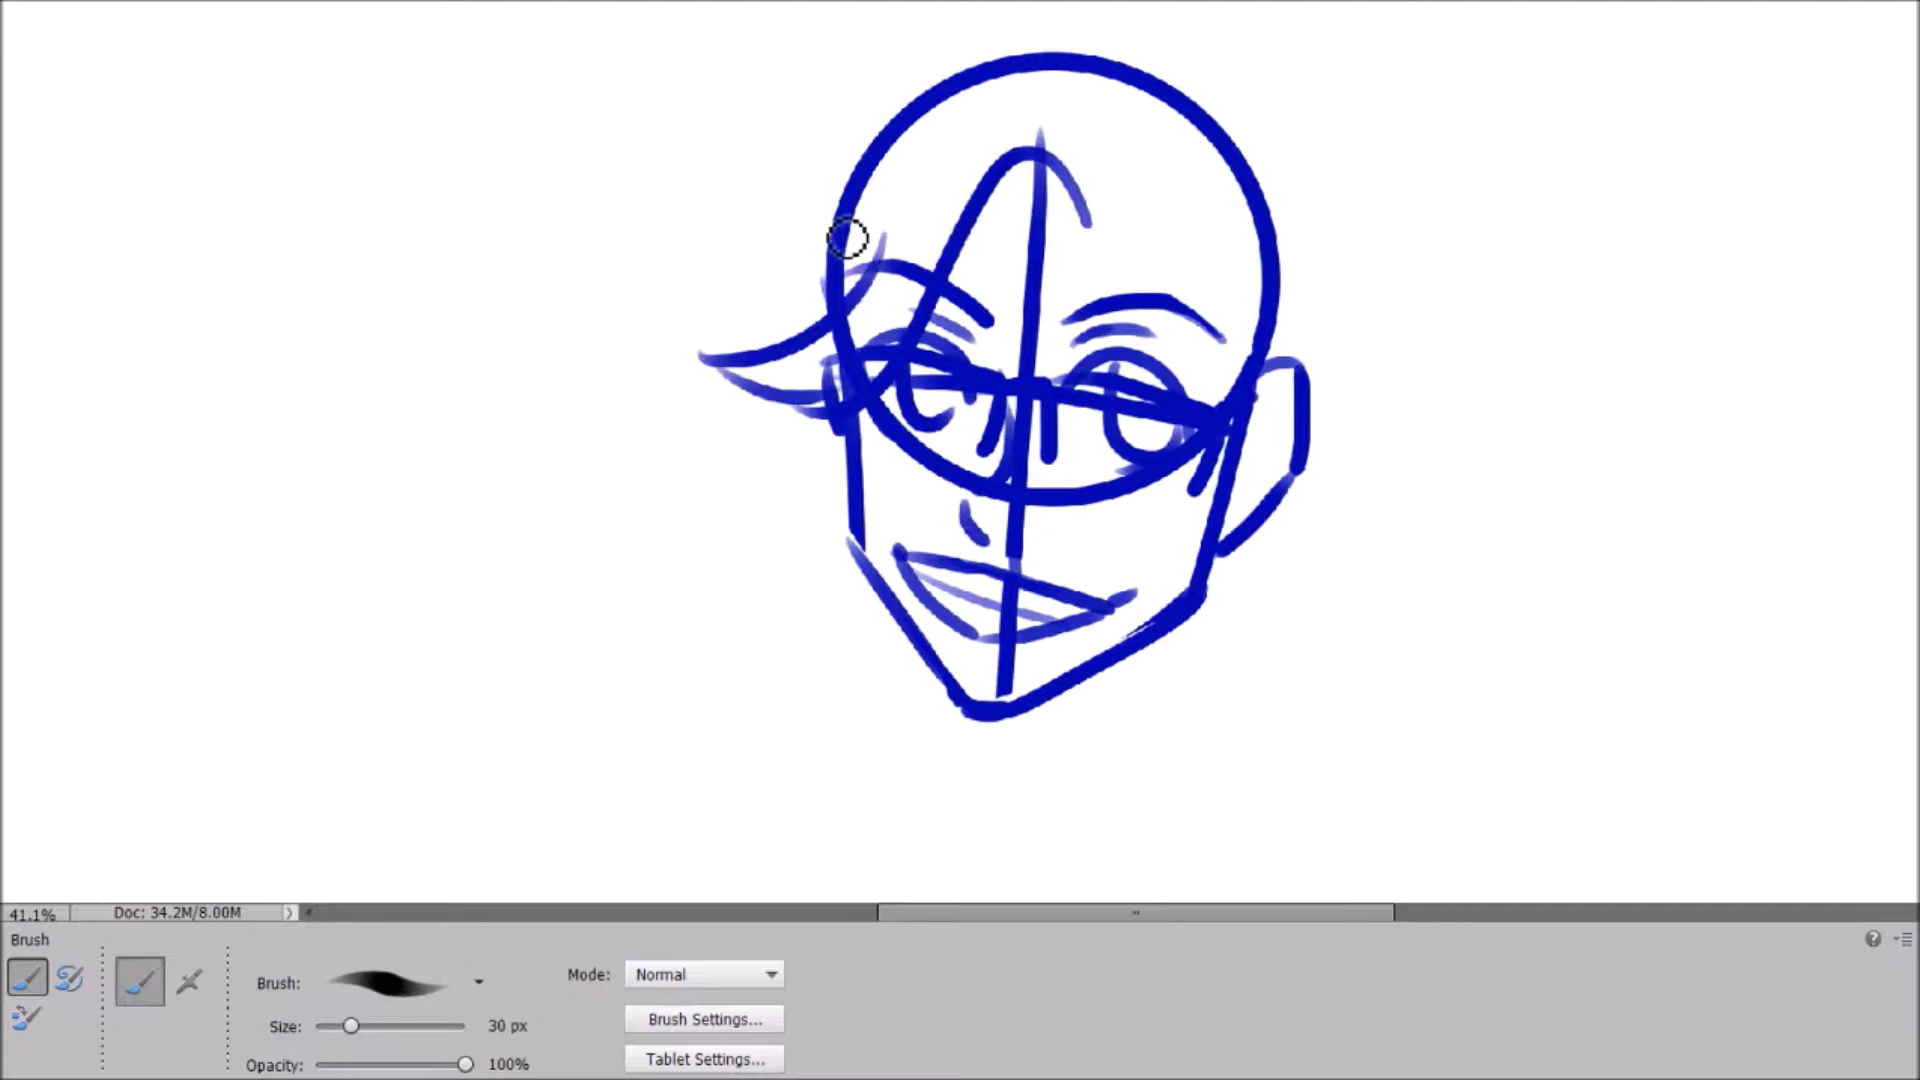 41.1%
Doc: 34.2M/8.00M
Brush
Brush:
Mode: Normal
Brush Settings...
Size: 30 px
Tablet Settings...
Opacity: 100%